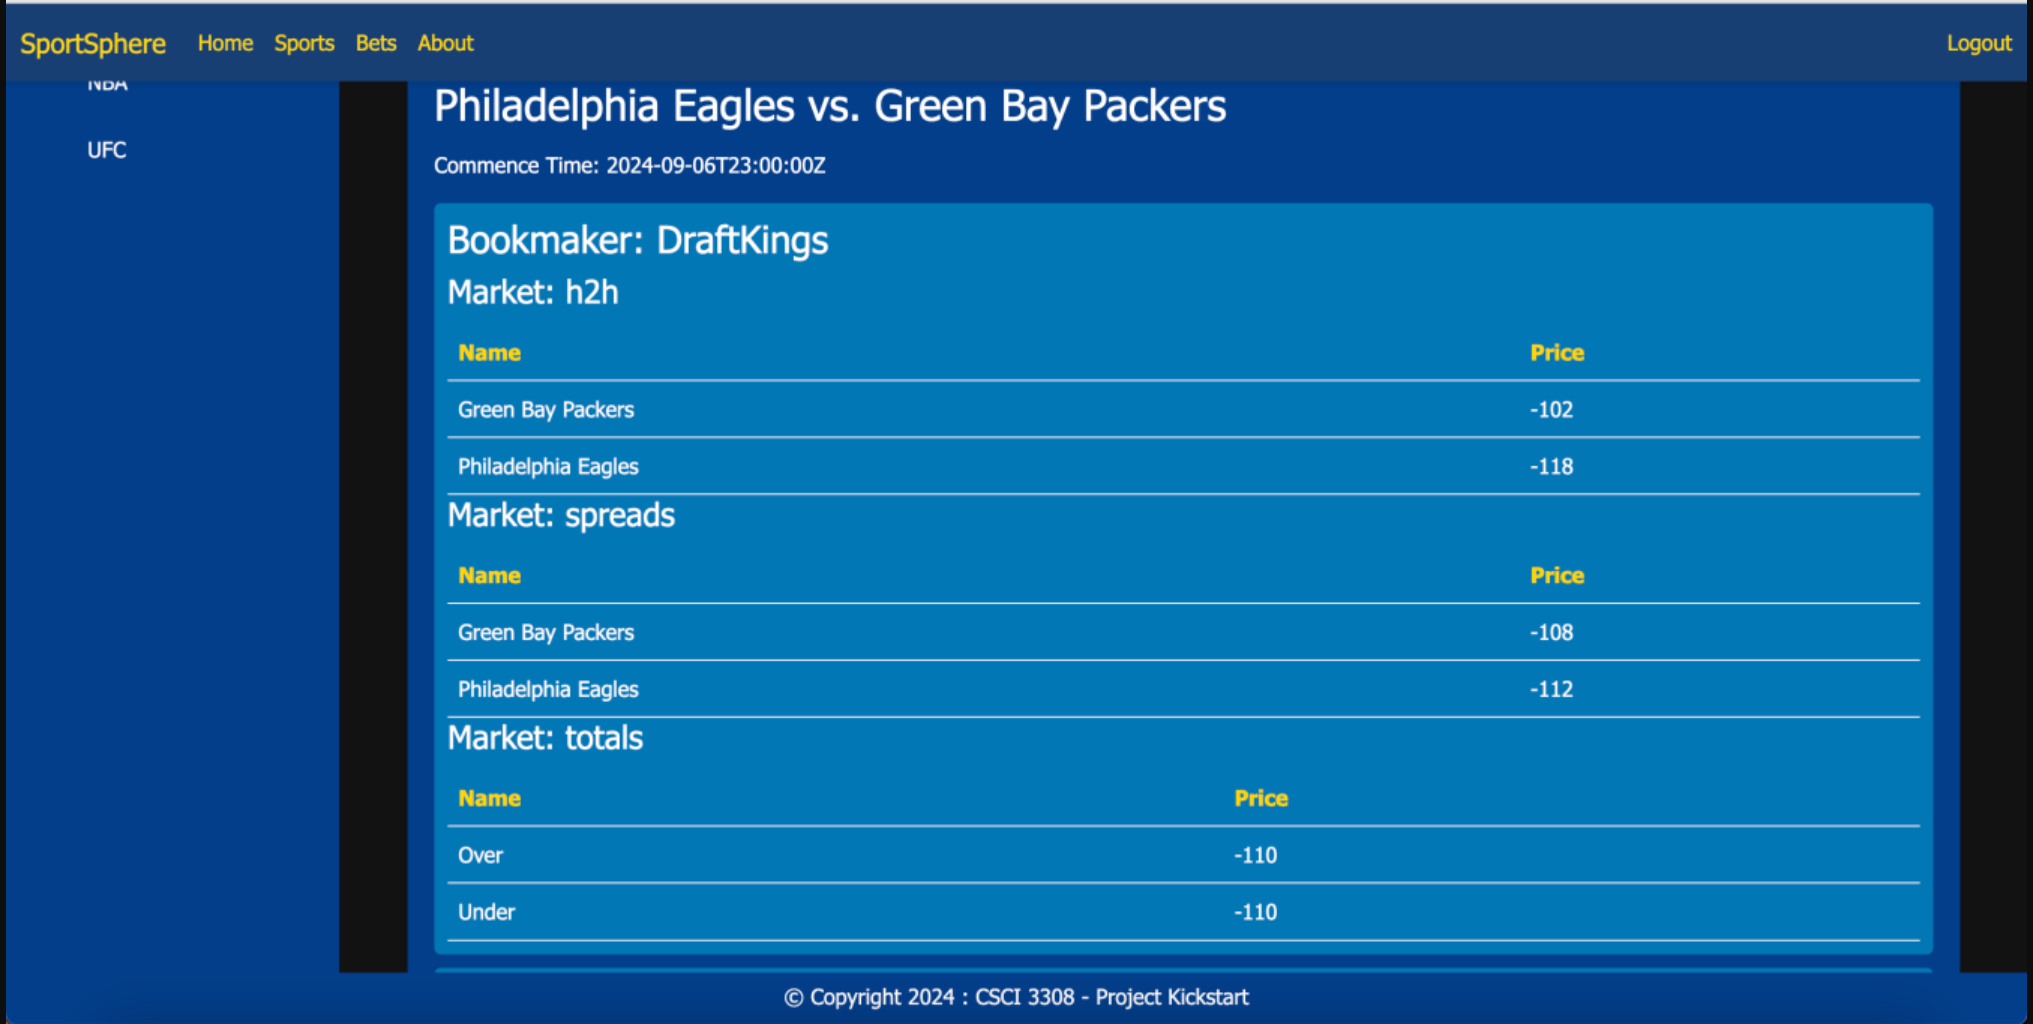 SportSphere Home Sports Bets About Logout
NBA
UFC
Philadelphia Eagles vs. Green Bay Packers
Commence Time: 2024-09-06T23:00:00Z
Bookmaker: DraftKings
Market: h2h
Name Price
Green Bay Packers -102
Philadelphia Eagles -118
Market: spreads
Name Price
Green Bay Packers -108
Philadelphia Eagles -112
Market: totals
Name Price
Over -110
Under -110
© Copyright 2024 : CSCI 3308 - Project Kickstart